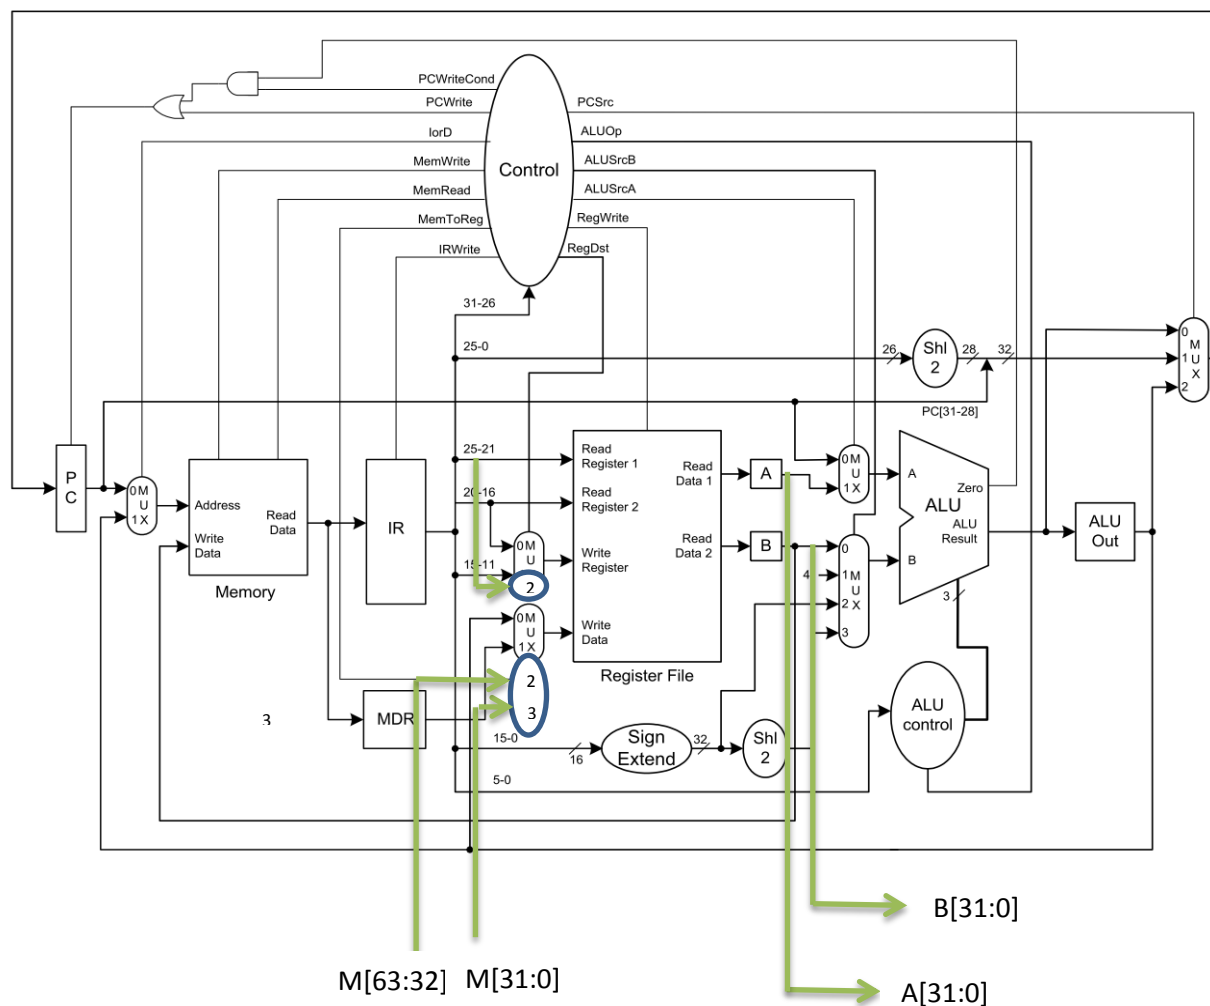 PCWriteCond
PCWrite
PCSrc
IorD
ALUOp
MemWrite
Control
ALUSrcB
MemRead
ALUSrcA
MemToReg
RegWrite
IRWrite
RegDst
31-26
25-0
26
Shl
2
28
32
0 M
1 U
X
2
PC[31-28]
P
C
0 M
U
1 X
Address
Read
Data
Write
Data
Memory
IR
25-21
20-16
15-11
0 M
U
2
Read
Register 1
Read
Register 2
Write
Register
Write
Data
Read
Data 1
Read
Data 2
Register File
A
B
0 M
U
1 X
0
4
1 M
U
2 X
3
A
B
ALU
Zero
ALU
Result
3
ALU
Out
0 M
U
1 X
2
3
3
MDR
15-0
16
Sign
Extend
32
Shl
2
ALU
control
5-0
B[31:0]
M[63:32]
M[31:0]
A[31:0]